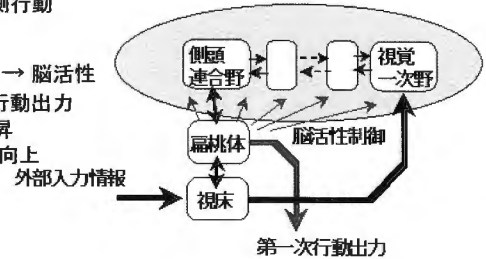 側行動
→ 脳活性
行動出力
昇
向上
側頭
連合野
視覚
一次野
扁桃体
脳活性制御
外部入力情報
視床
第一次行動出力